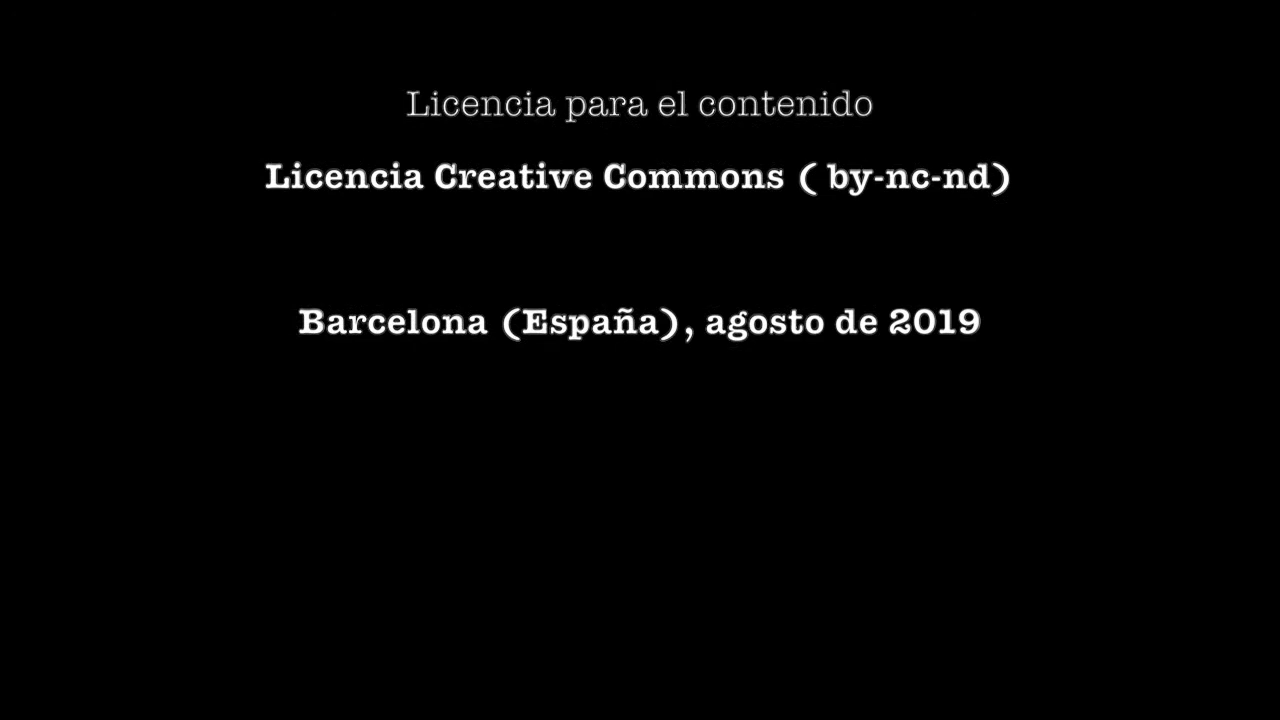 Licencia para el contenido
Licencia Creative Commons ( by-nc-nd)
Barcelona (España), agosto de 2019